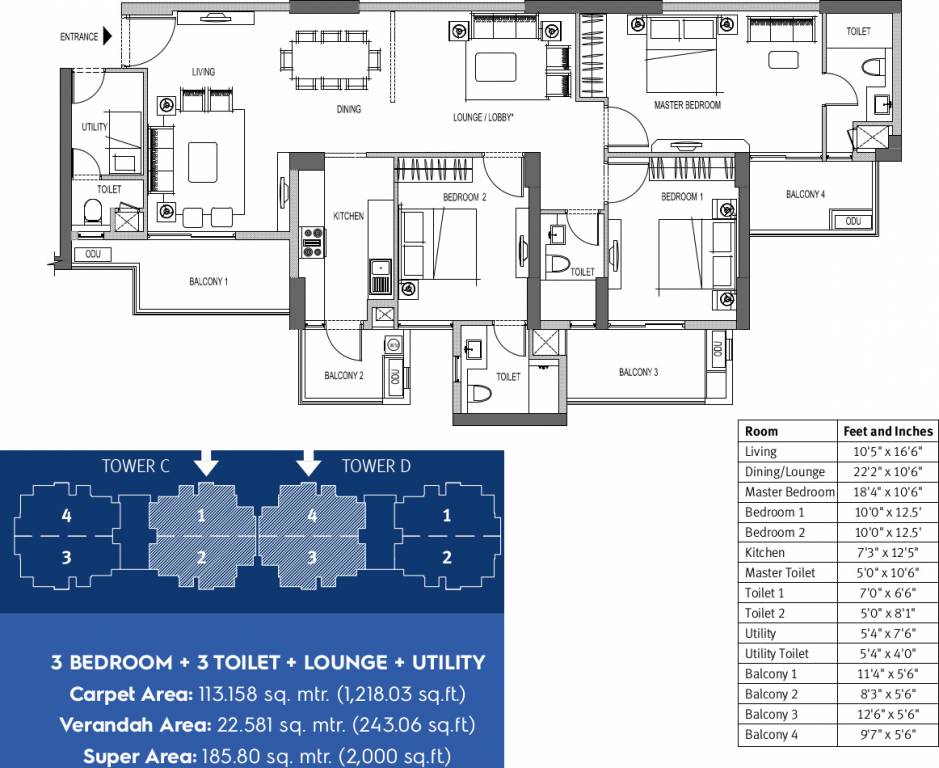 ENTRANCE
LIVING
DINING
LOUNGE / LOBBY*
MASTER BEDROOM
TOILET
UTILITY
TOILET
KITCHEN
BEDROOM 2
BEDROOM 1
BALCONY 4
ODU
TOILET
ODU
BALCONY 1
BALCONY 2
ODU
TOILET
BALCONY 3
ODU
TOWER C
TOWER D
4 1 4 1
3 2 3 2
3 BEDROOM + 3 TOILET + LOUNGE + UTILITY
Carpet Area: 113.158 sq. mtr. (1,218.03 sq.ft.)
Verandah Area: 22.581 sq. mtr. (243.06 sq.ft)
Super Area: 185.80 sq. mtr. (2,000 sq.ft)
Room Feet and Inches
Living 10'5" x 16'6"
Dining/Lounge 22'2" x 10'6"
Master Bedroom 18'4" x 10'6"
Bedroom 1 10'0" x 12.5'
Bedroom 2 10'0" x 12.5'
Kitchen 7'3" x 12'5"
Master Toilet 5'0" x 10'6"
Toilet 1 7'0" x 6'6"
Toilet 2 5'0" x 8'1"
Utility 5'4" x 7'6"
Utility Toilet 5'4" x 4'0"
Balcony 1 11'4" x 5'6"
Balcony 2 8'3" x 5'6"
Balcony 3 12'6" x 5'6"
Balcony 4 9'7" x 5'6"